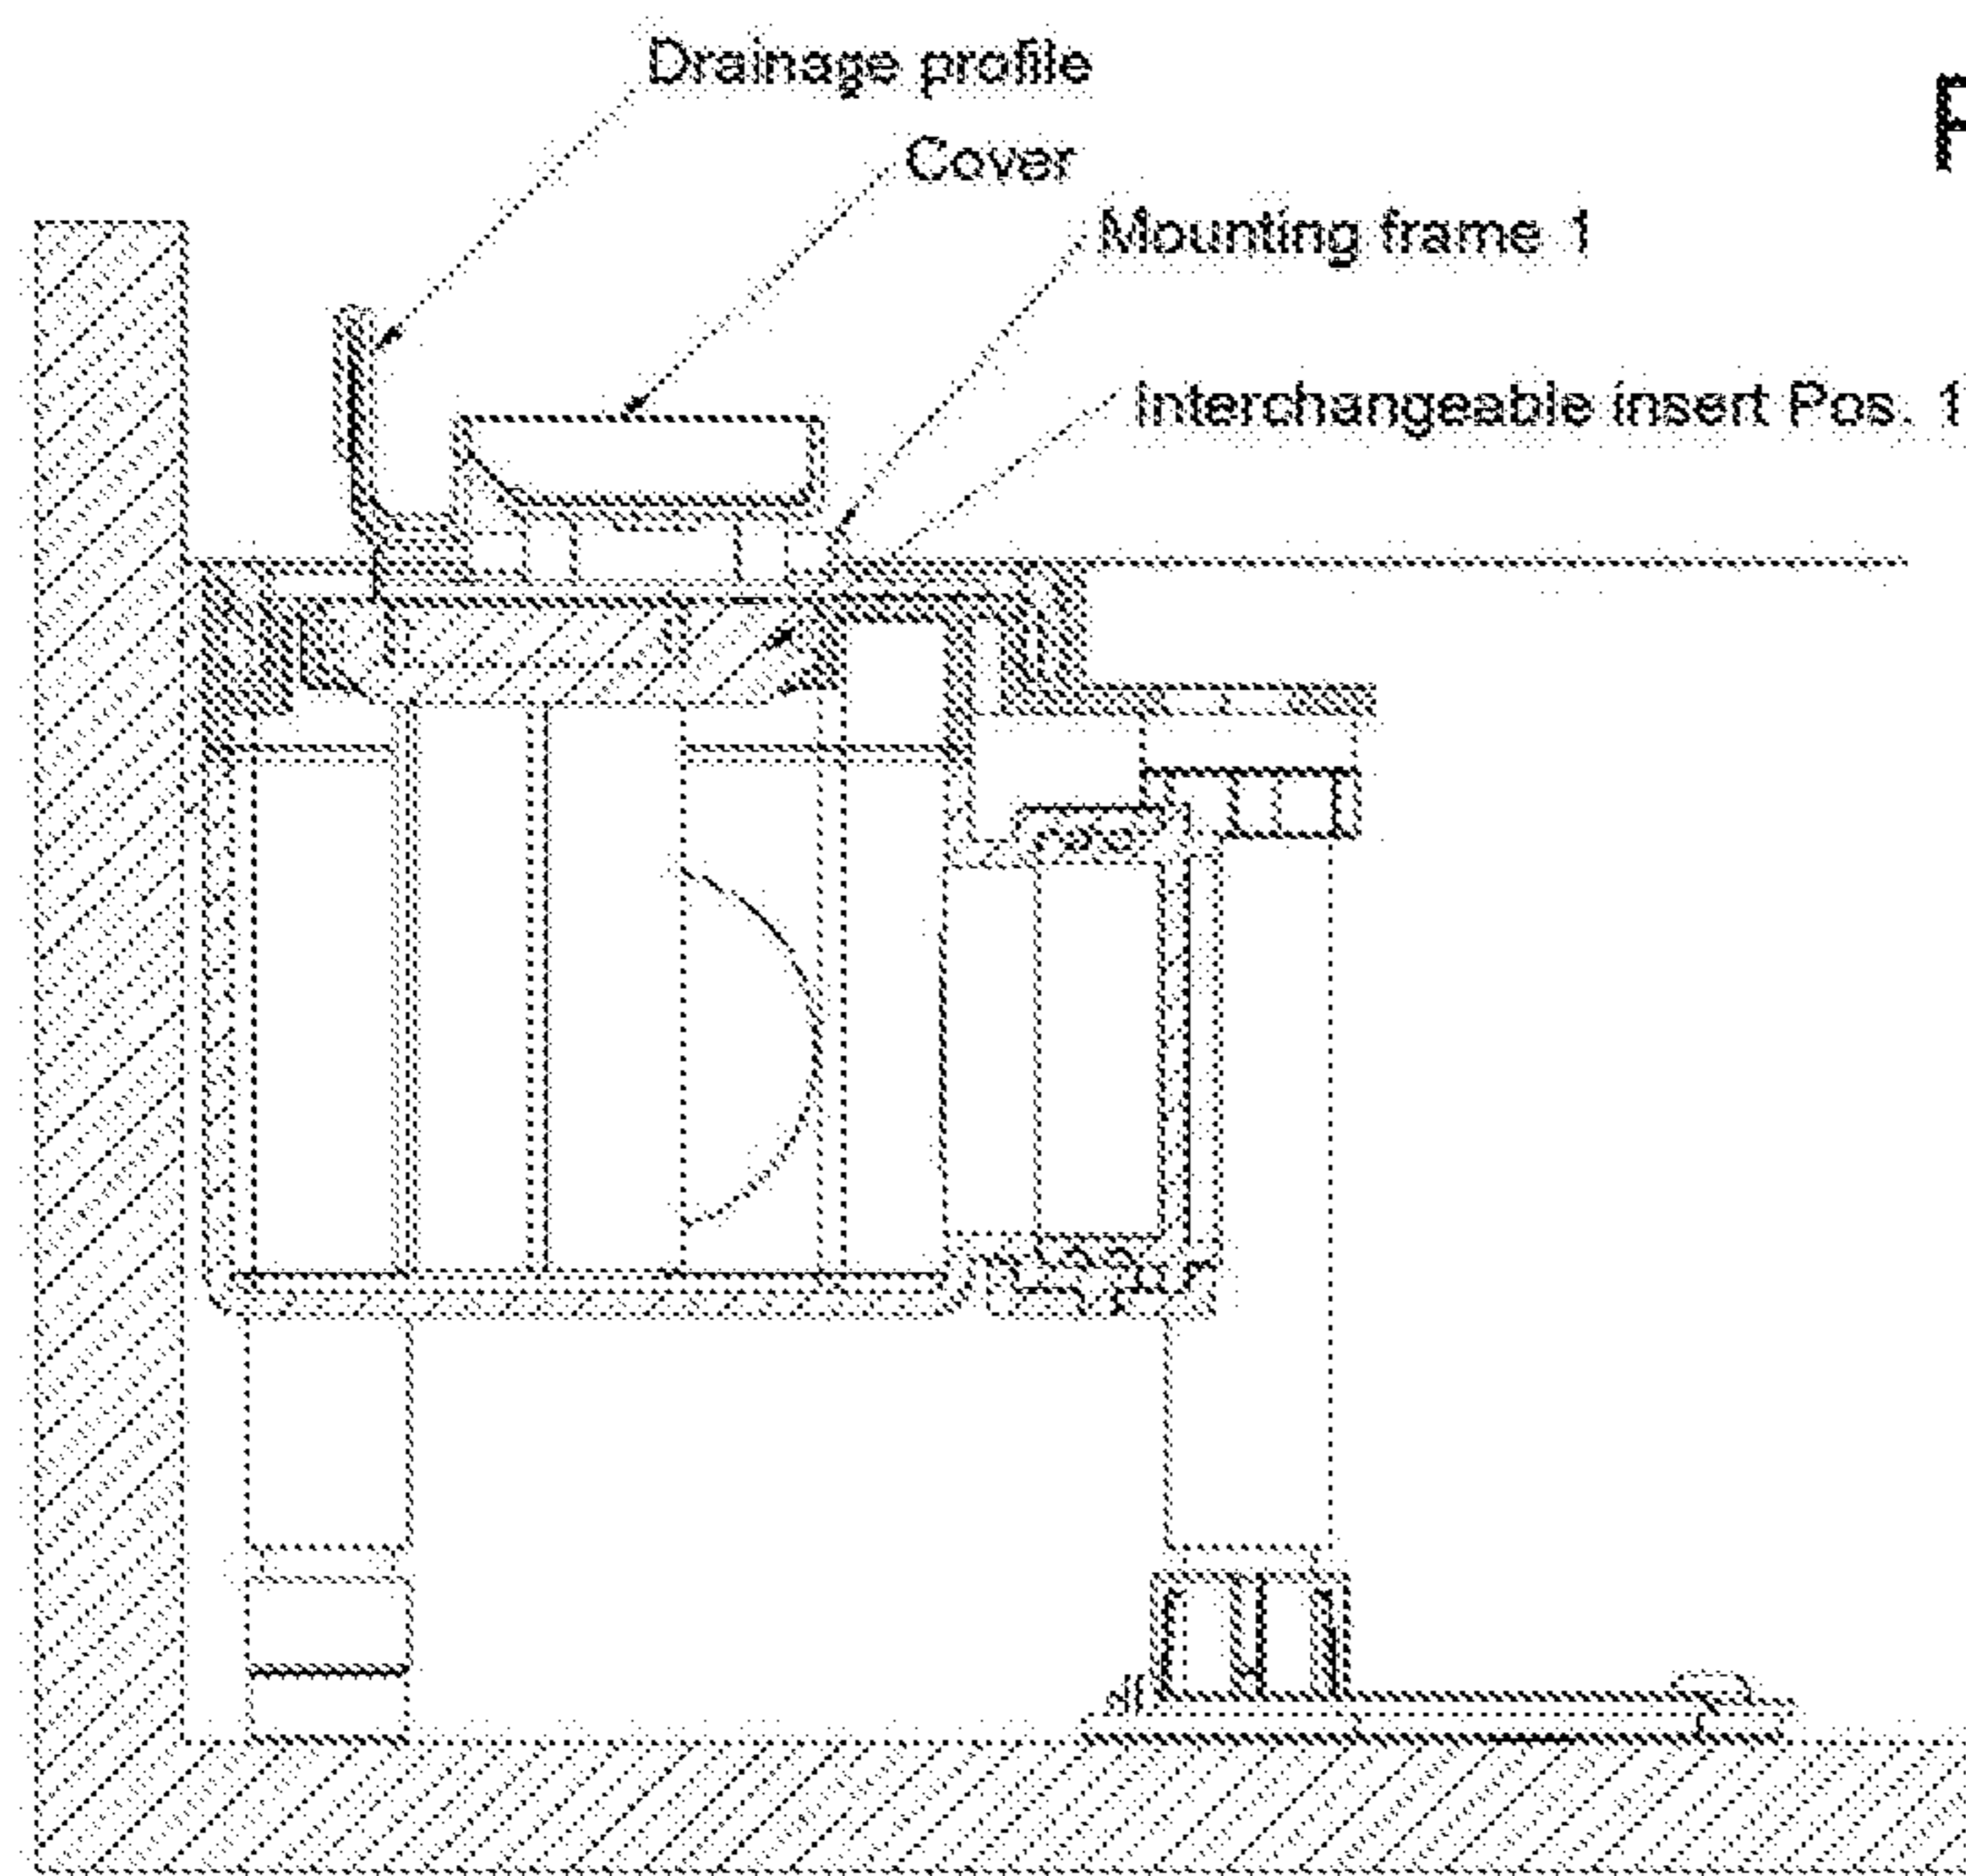 Drainage profile
Cover
Mounting frame 1
Interchangeable insert Pos. 1